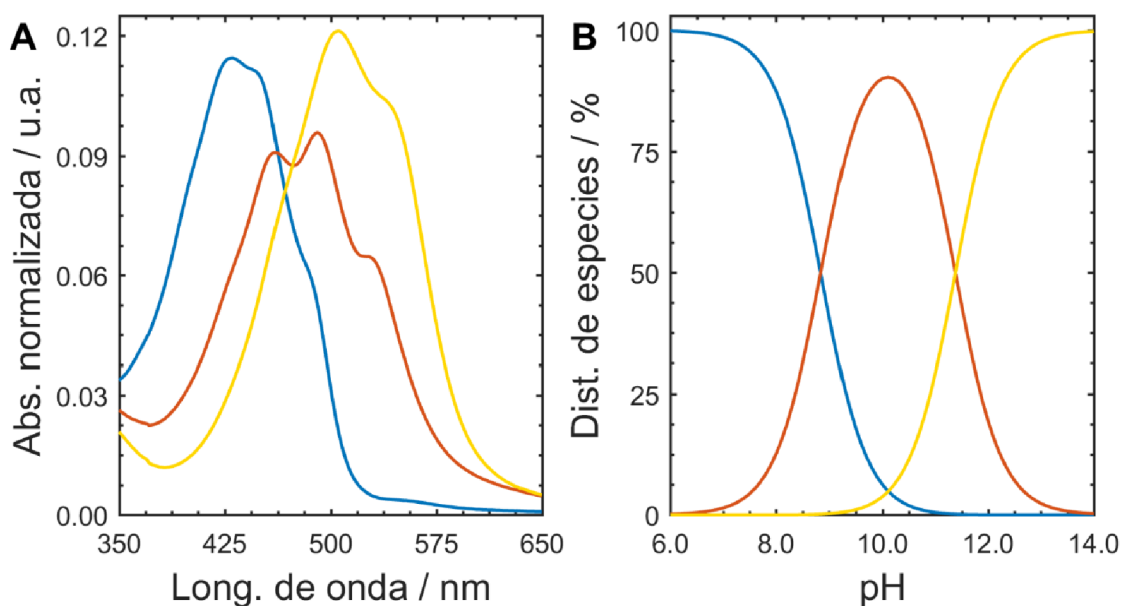 A
Abs. normalizada / u.a.
0.12
0.09
0.06
0.03
0.00
350 425 500 575 650
Long. de onda / nm
B
Dist. de especies / %
100
75
50
25
0
6.0 8.0 10.0 12.0 14.0
pH